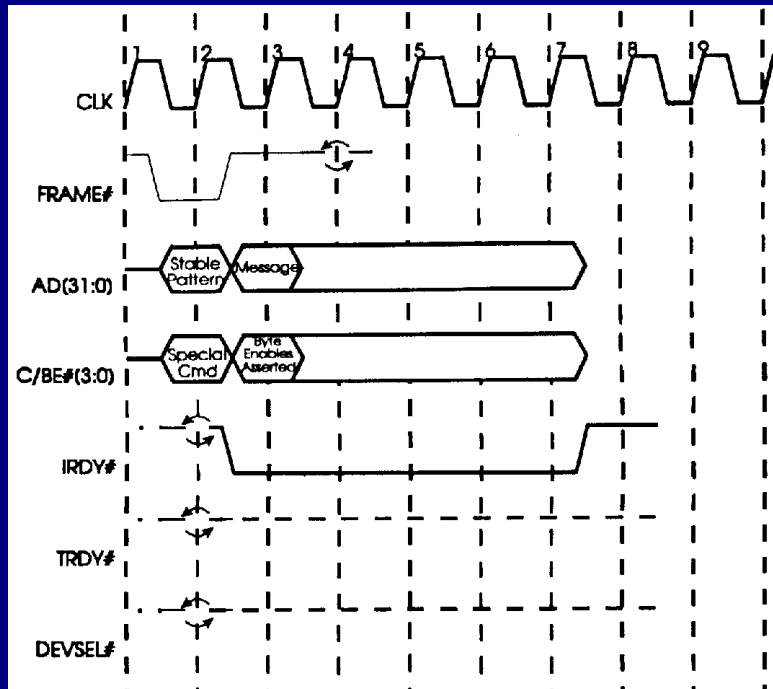 1 2 3 4 5 6 7 8 9
CLK
FRAME#
Stable
Pattern
Message
AD(31:0)
Special
Cmd
Byte
Enables
Asserted
C/BE#(3:0)
IRDY#
TRDY#
DEVSEL#